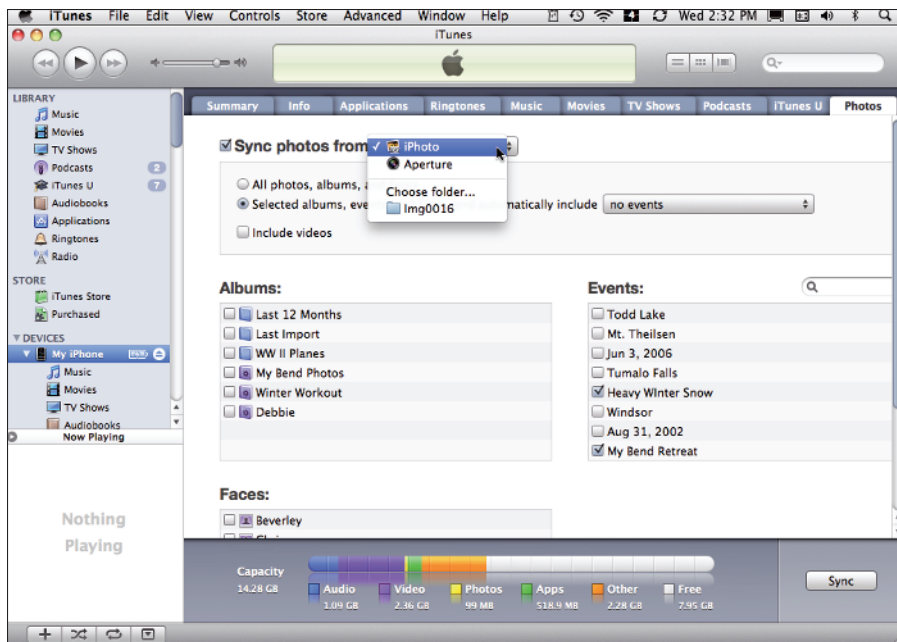 iTunes File Edit View Controls Store Advanced Window Help Wed 2:32 PM
iTunes
LIBRARY
Music
Movies
TV Shows
Podcasts 2
iTunes U 7
Audiobooks
Applications
Ringtones
Radio
STORE
iTunes Store
Purchased
DEVICES
My iPhone
Music
Movies
TV Shows
Audiobooks
Now Playing
Nothing
Playing
Summary Info Applications Ringtones Music Movies TV Shows Podcasts iTunes U Photos
Sync photos from iPhoto
Aperture
Choose folder...
Img0016
All photos, albums,
Selected albums, eve matically include no events
Include videos
Albums:
Last 12 Months
Last Import
WW II Planes
My Bend Photos
Winter Workout
Debbie
Events:
Todd Lake
Mt. Theilsen
Jun 3, 2006
Tumalo Falls
Heavy WInter Snow
Windsor
Aug 31, 2002
My Bend Retreat
Faces:
Beverley
Capacity
14.28 GB
Audio Video Photos Apps Other Free
1.09 GB 2.36 GB 99 MB 518.9 MB 2.28 GB 7.95 GB
Sync